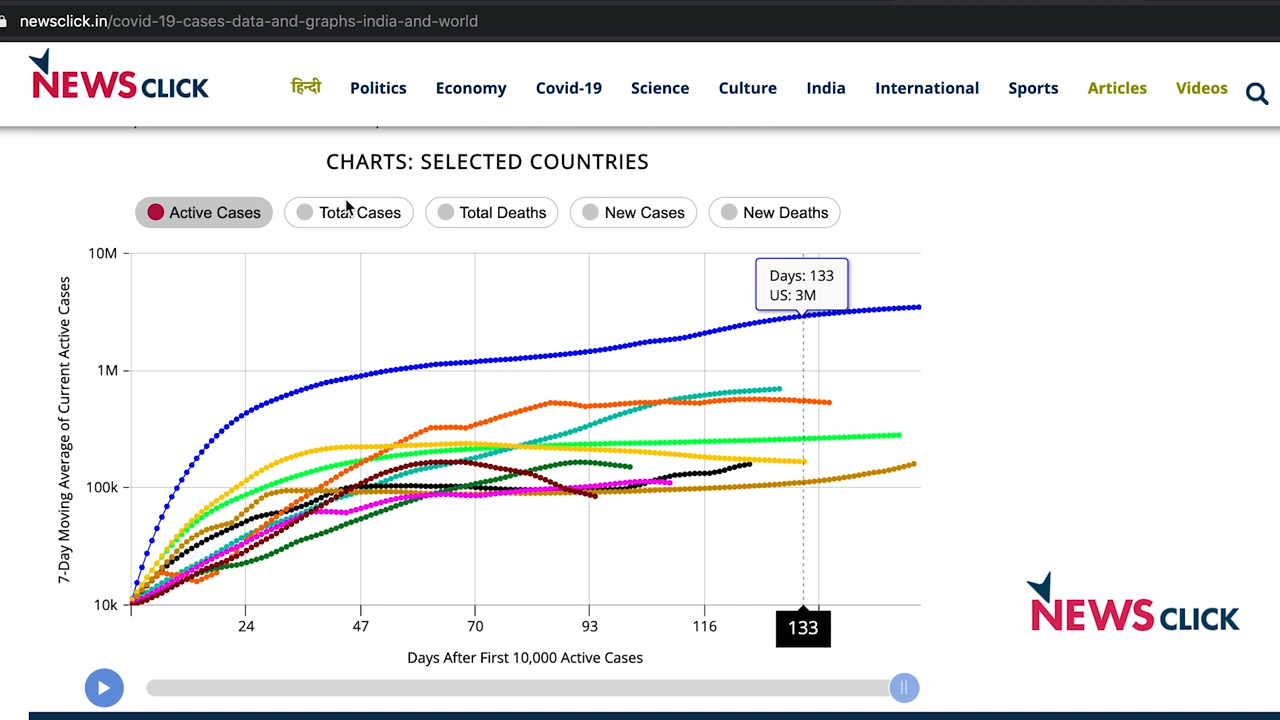 newsclick.in/covid-19-cases-data-and-graphs-india-and-world
NEWS CLICK
हिन्दी Politics Economy Covid-19 Science Culture India International Sports Articles Videos
CHARTS: SELECTED COUNTRIES
Active Cases Total Cases Total Deaths New Cases New Deaths
7-Day Moving Average of Current Active Cases
10M
1M
100k
10k
Days: 133
US: 3M
24 47 70 93 116 133
Days After First 10,000 Active Cases
NEWS CLICK